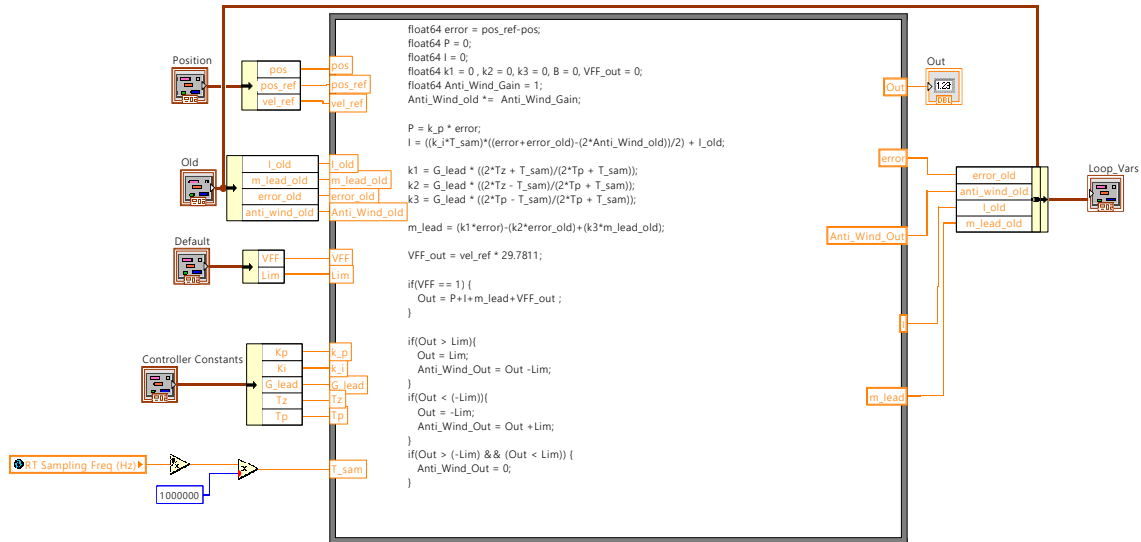 Position
pos
pos_ref
vel_ref
pos
pos_ref
vel_ref
Old
I_old
m_lead_old
error_old
anti_wind_old
I_old
m_lead_old
error_old
Anti_Wind_old
Default
VFF
Lim
VFF
Lim
Controller Constants
Kp
Ki
G_lead
Tz
Tp
k_p
k_i
G_lead
Tz
Tp
RT Sampling Freq (Hz)
1000000
T_sam
float64 error = pos_ref-pos;
float64 P = 0;
float64 I = 0;
float64 k1 = 0 , k2 = 0, k3 = 0, B = 0, VFF_out = 0;
float64 Anti_Wind_Gain = 1;
Anti_Wind_old *= Anti_Wind_Gain;
P = k_p * error;
I = ((k_i*T_sam)*((error+error_old)-(2*Anti_Wind_old))/2) + I_old;
k1 = G_lead * ((2*Tz + T_sam)/(2*Tp + T_sam));
k2 = G_lead * ((2*Tz - T_sam)/(2*Tp + T_sam));
k3 = G_lead * ((2*Tp - T_sam)/(2*Tp + T_sam));
m_lead = (k1*error)-(k2*error_old)+(k3*m_lead_old);
VFF_out = vel_ref * 29.7811;
if(VFF == 1) {
Out = P+I+m_lead+VFF_out ;
}
if(Out > Lim){
Out = Lim;
Anti_Wind_Out = Out -Lim;
}
if(Out < (-Lim)){
Out = -Lim;
Anti_Wind_Out = Out +Lim;
}
if(Out > (-Lim) && (Out < Lim)) {
Anti_Wind_Out = 0;
}
Out
error
Anti_Wind_Out
I
m_lead
Out
1.23
DBL
error_old
anti_wind_old
I_old
m_lead_old
Loop_Vars